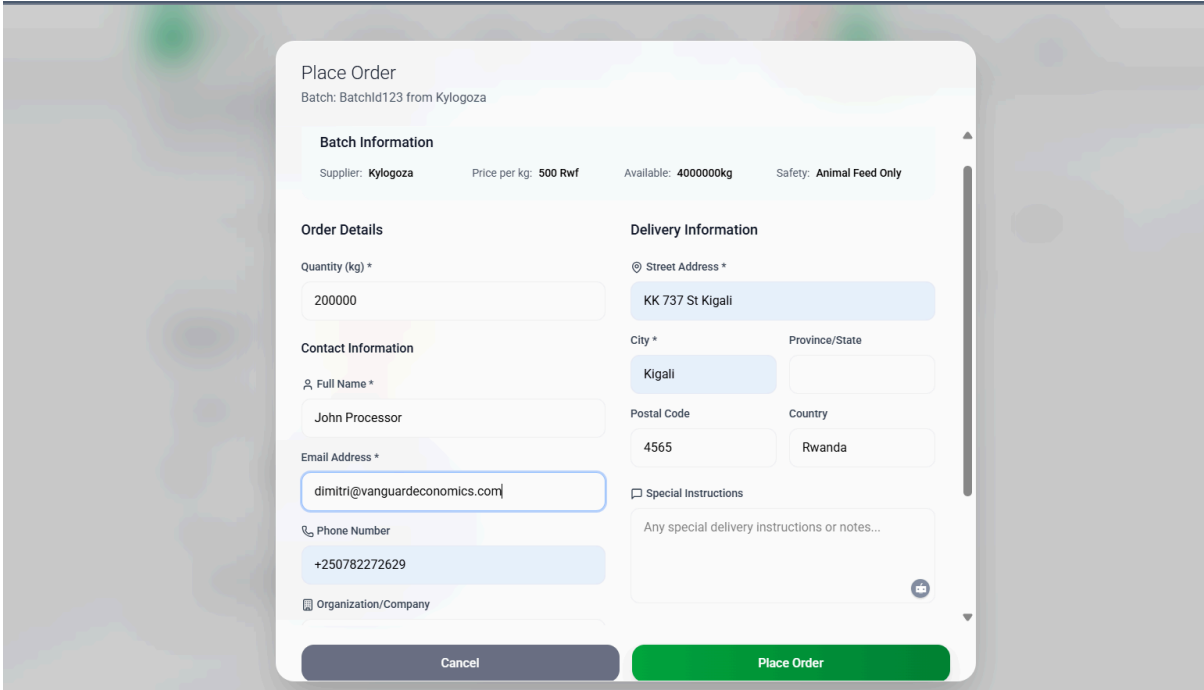 Place Order
Batch: BatchId123 from Kylogoza
Batch Information
Supplier: Kylogoza Price per kg: 500 Rwf Available: 4000000kg Safety: Animal Feed Only
Order Details
Quantity (kg) *
200000
Contact Information
Full Name *
John Processor
Email Address *
dimitri@vanguardeconomics.com
Phone Number
+250782272629
Organization/Company
Delivery Information
Street Address *
KK 737 St Kigali
City * Province/State
Kigali
Postal Code Country
4565 Rwanda
Special Instructions
Any special delivery instructions or notes...
Cancel Place Order